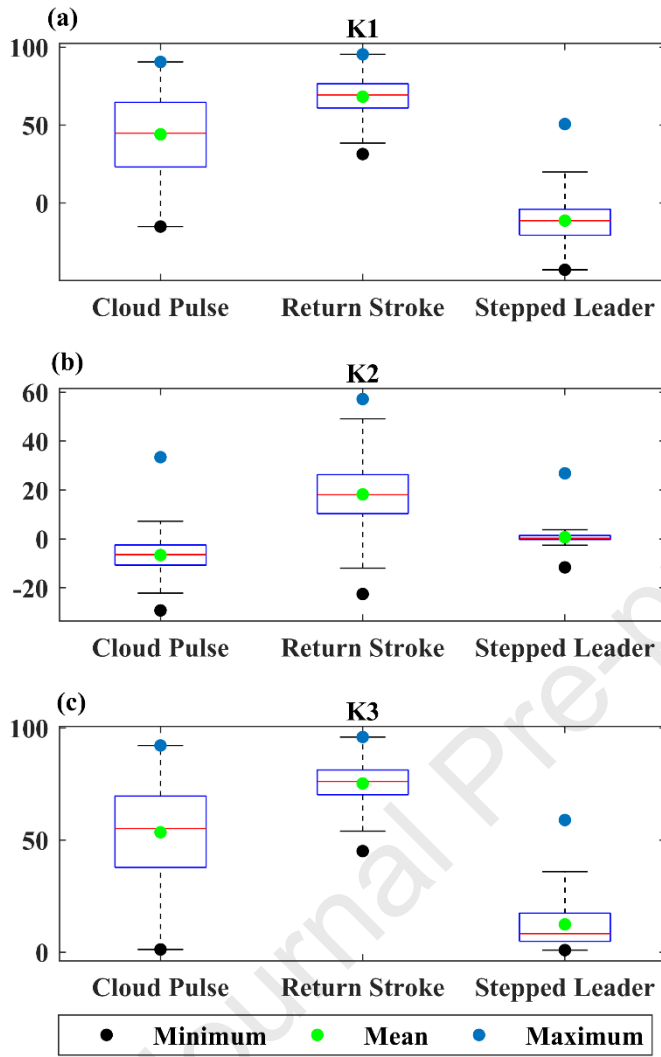 (a)
K1
100
50
0
Cloud Pulse Return Stroke Stepped Leader
(b)
K2
60
40
20
0
-20
Cloud Pulse Return Stroke Stepped Leader
(c)
K3
100
50
0
Cloud Pulse Return Stroke Stepped Leader
Minimum Mean Maximum
Journal Pre-p